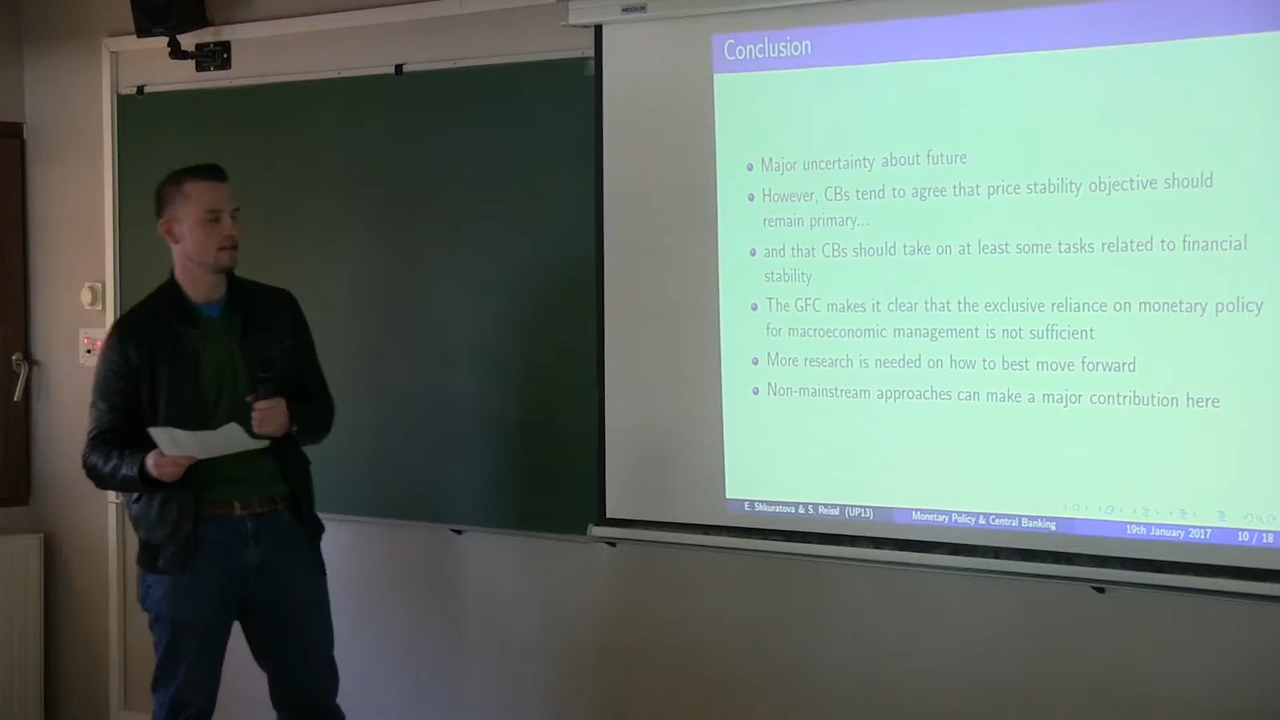 Conclusion
Major uncertainty about future
However, CBs tend to agree that price stability objective should
remain primary...
and that CBs should take on at least some tasks related to financial
stability
The GFC makes it clear that the exclusive reliance on monetary policy
for macroeconomic management is not sufficient
More research is needed on how to best move forward
Non-mainstream approaches can make a major contribution here
E. Shkuratova & S. Reissl (UP13) Monetary Policy & Central Banking 19th January 2017 10 / 18